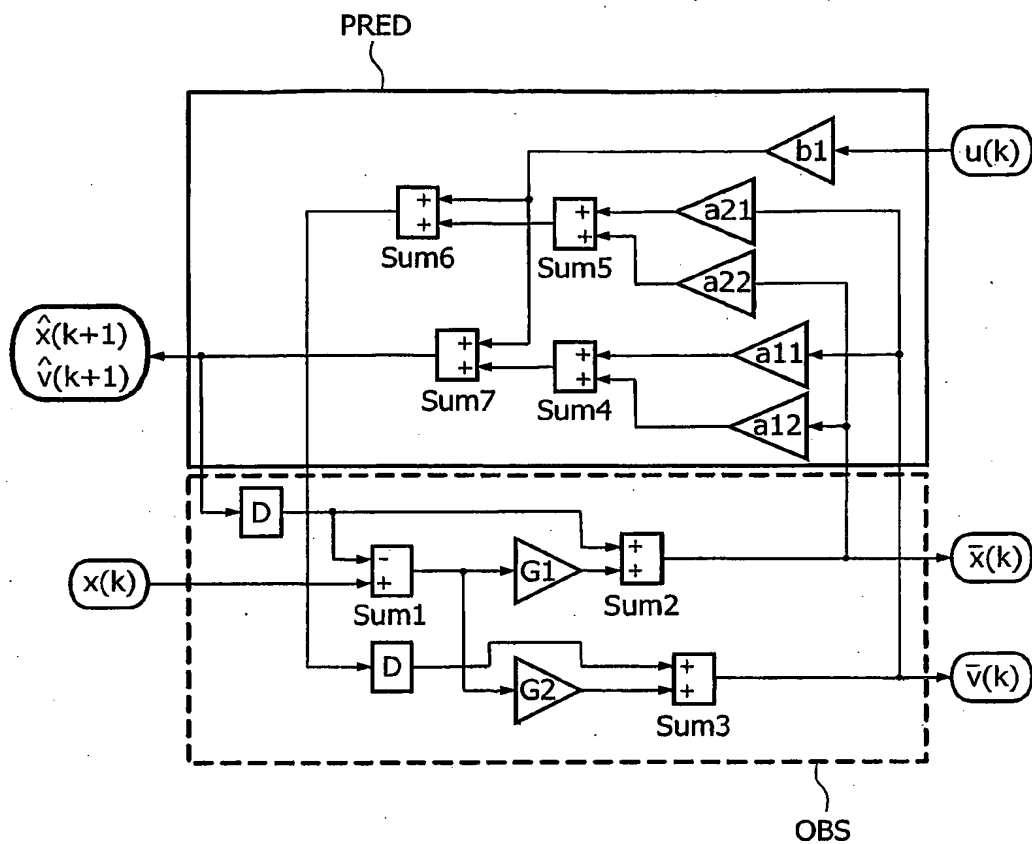 PRED
b1
u(k)
a21
+
+
Sum6
+
+
Sum5
a22
x̂(k+1)
v̂(k+1)
+
+
Sum7
+
+
Sum4
a11
a12
D
x(k)
-
+
Sum1
G1
+
+
Sum2
x̄(k)
D
G2
+
+
Sum3
v̄(k)
OBS